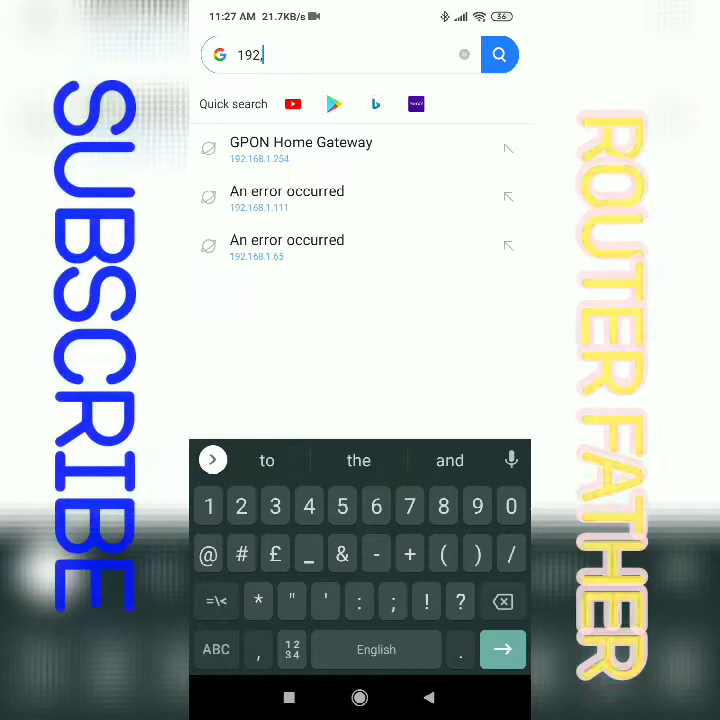 SUBSCRIBE
11:27 AM 21.7KB/s 36
192,
Quick search YAHOO!
GPON Home Gateway
192.168.1.254
An error occurred
192.168.1.111
An error occurred
192.168.1.65
to the and
1 2 3 4 5 6 7 8 9 0
@ # £ _ & - + ( ) /
=\< * " ' : ; ! ?
ABC , 12 34 English .
ROUTER FATHER